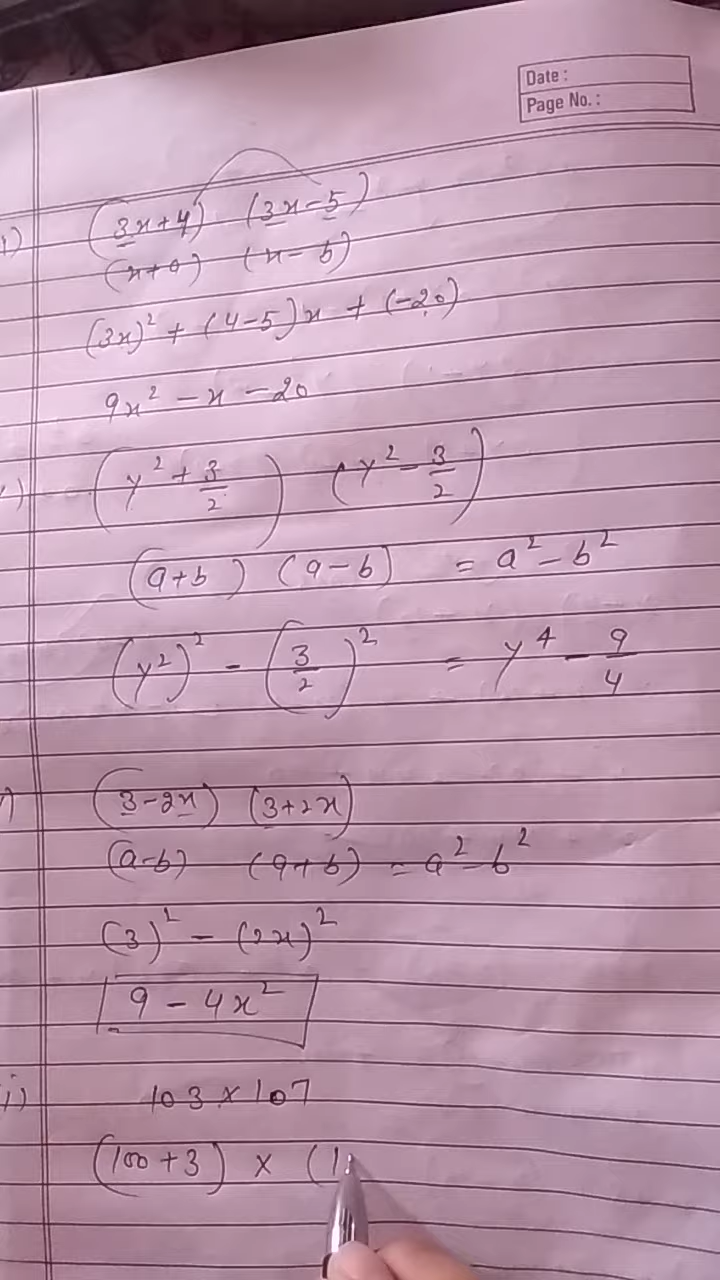 Date :
Page No. :
(3x+4) (3x-5)
(x+a) (x-b)
(3x)² + (4-5)x + (-20)
9x² - x - 20
(y² + 3/2) (y² - 3/2)
(a+b) (a-b) = a² - b²
(y²)² - (3/2)² = y⁴ - 9/4
(3-2x) (3+2x)
(a-b) (a+b) = a² - b²
(3)² - (2x)²
9 - 4x²
103 x 107
(100 + 3) x (1